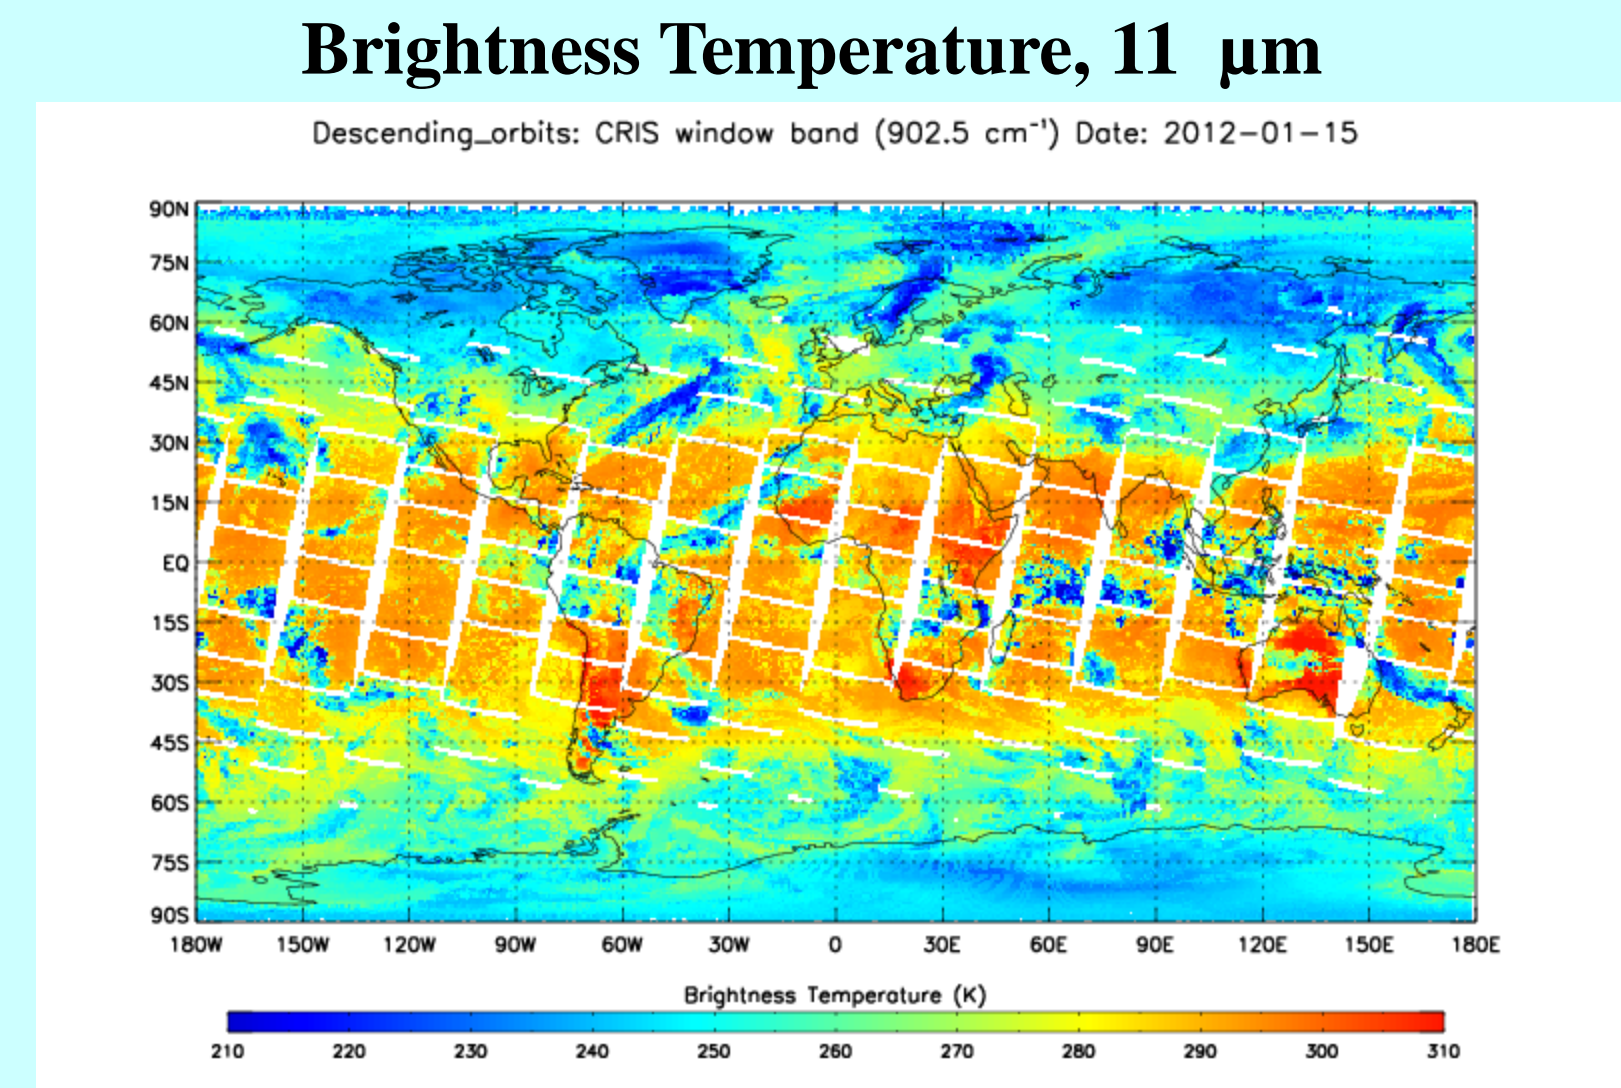 Brightness Temperature, 11 μm
Descending_orbits: CRIS window band (902.5 cm⁻¹) Date: 2012-01-15
90N
75N
60N
45N
30N
15N
EQ
15S
30S
45S
60S
75S
90S
180W 150W 120W 90W 60W 30W 0 30E 60E 90E 120E 150E 180E
Brightness Temperature (K)
210 220 230 240 250 260 270 280 290 300 310